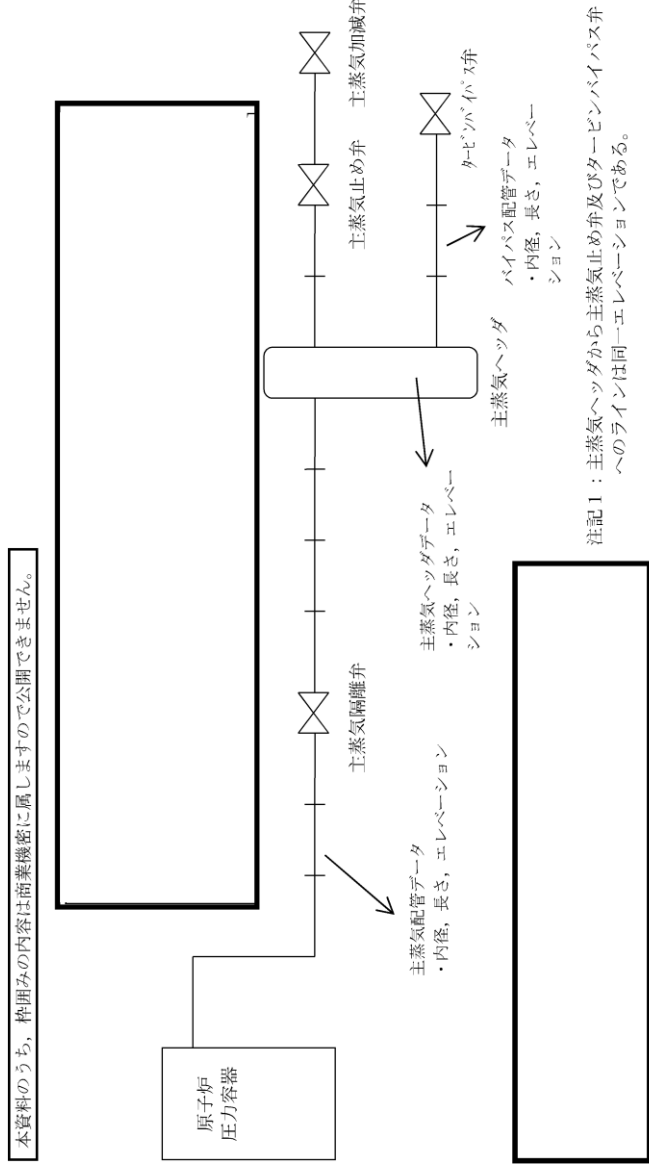 本資料のうち，枠囲みの内容は商業機密に属しますので公開できません。
原子炉
圧力容器
主蒸気配管データ
・内径，長さ，エレベーション
主蒸気隔離弁
主蒸気ヘッダデータ
・内径，長さ，エレベー
ション
主蒸気ヘッダ
主蒸気止め弁
主蒸気加減弁
バイパス配管データ
・内径，長さ，エレベー
ション
ﾀｰﾋﾞﾝﾊﾞｲﾊﾟｽ弁
注記1：主蒸気ヘッダから主蒸気止め弁及びタービンバイパス弁
へのラインは同一エレベーションである。